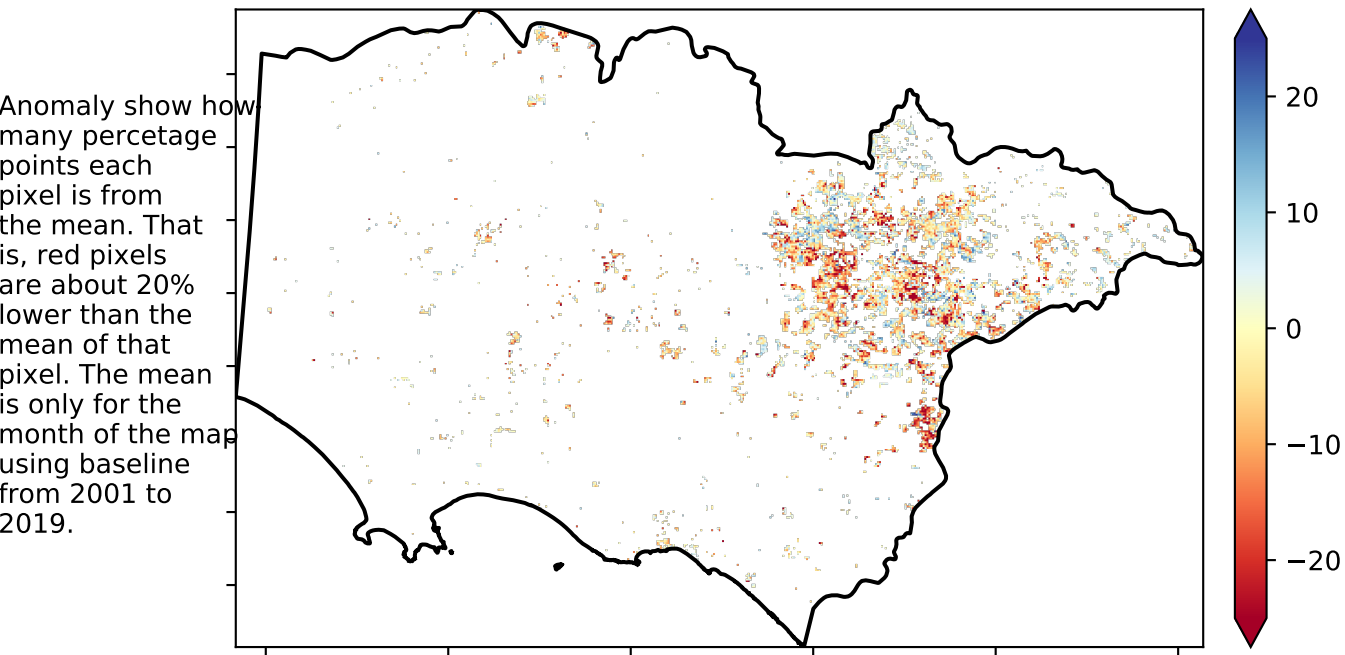 Anomaly show how
many percetage
points each
pixel is from
the mean. That
is, red pixels
are about 20%
lower than the
mean of that
pixel. The mean
is only for the
month of the map
using baseline
from 2001 to
2019.
20
10
0
−10
−20